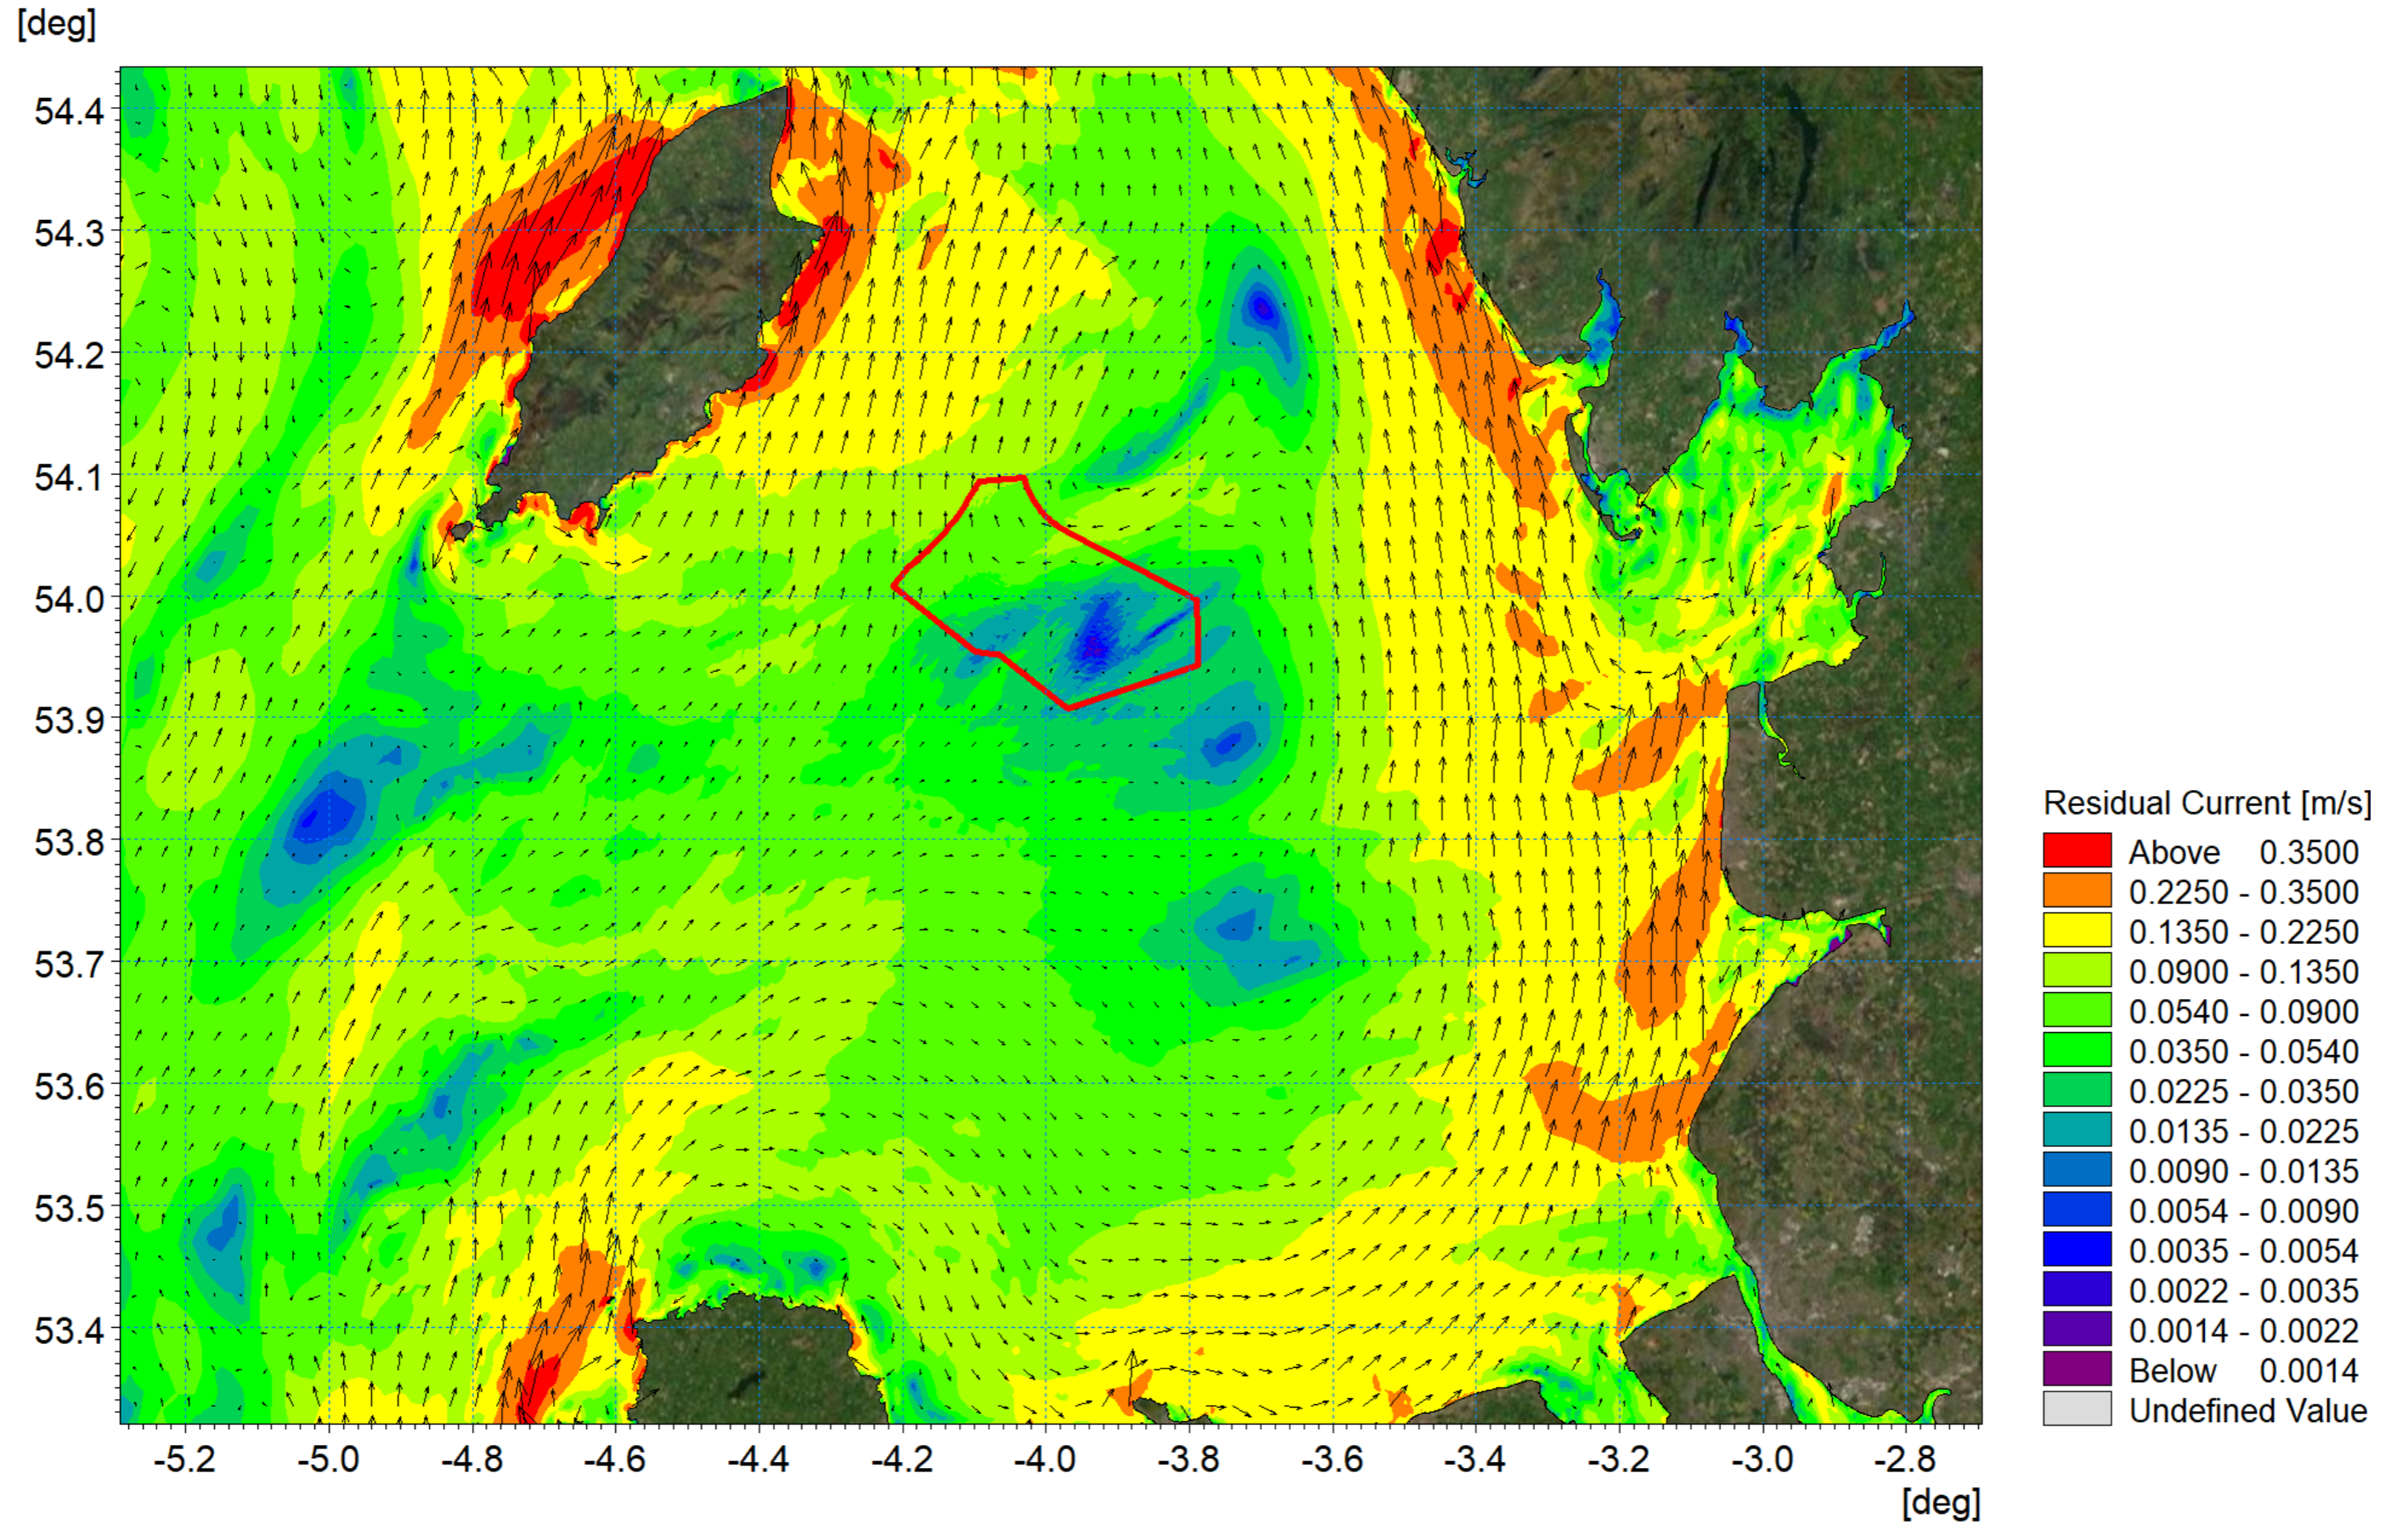 [deg]
54.4
54.3
54.2
54.1
54.0
53.9
53.8
53.7
53.6
53.5
53.4
-5.2 -5.0 -4.8 -4.6 -4.4 -4.2 -4.0 -3.8 -3.6 -3.4 -3.2 -3.0 -2.8
[deg]
Residual Current [m/s]
Above 0.3500
0.2250 - 0.3500
0.1350 - 0.2250
0.0900 - 0.1350
0.0540 - 0.0900
0.0350 - 0.0540
0.0225 - 0.0350
0.0135 - 0.0225
0.0090 - 0.0135
0.0054 - 0.0090
0.0035 - 0.0054
0.0022 - 0.0035
0.0014 - 0.0022
Below 0.0014
Undefined Value